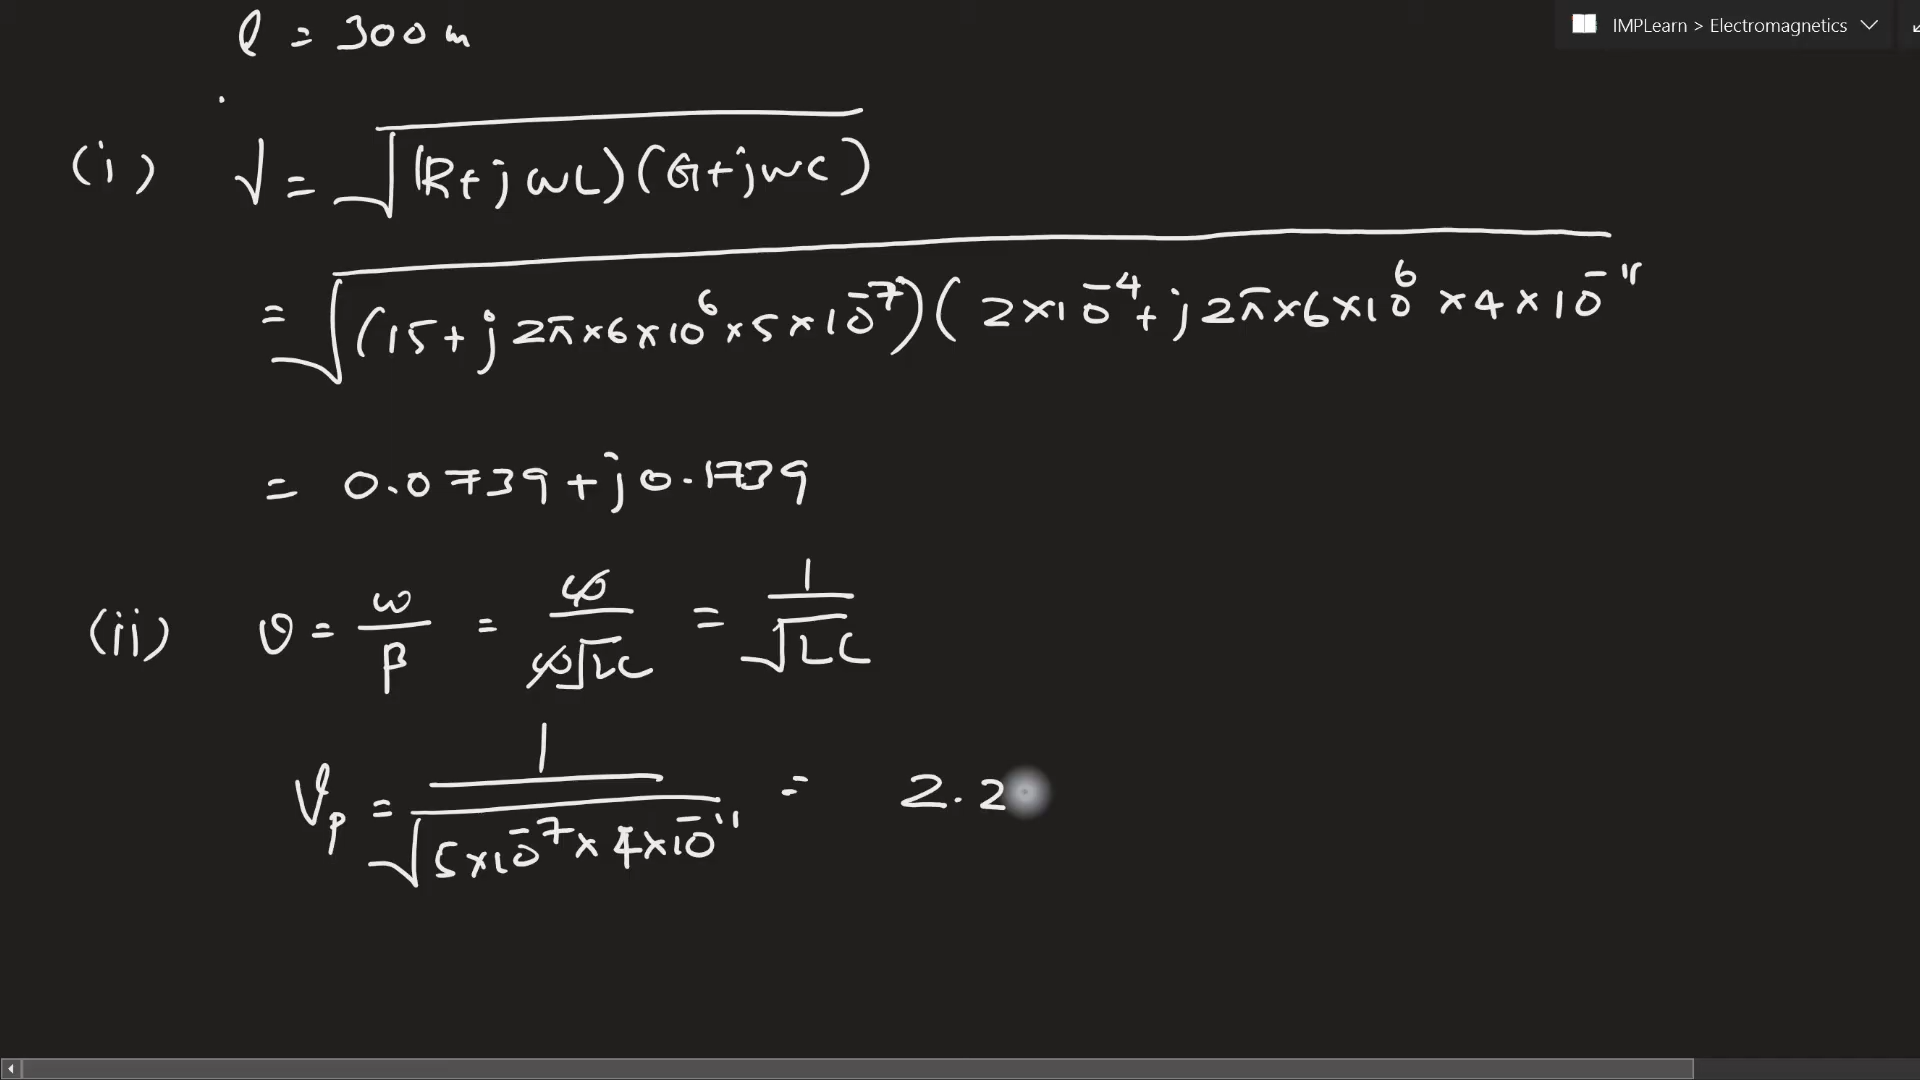 l = 300 m
IMPLearn > Electromagnetics
(i) γ = √(R+jωL)(G+jωC)
= √(15+j2π×6×10⁶×5×10⁻⁷)(2×10⁻⁴+j2π×6×10⁶×4×10⁻¹¹
= 0.0739+j0.1739
(ii) υ = ω/β = ω/ω√LC = 1/√LC
Vp = 1/√5×10⁻⁷×4×10⁻¹¹ = 2.2